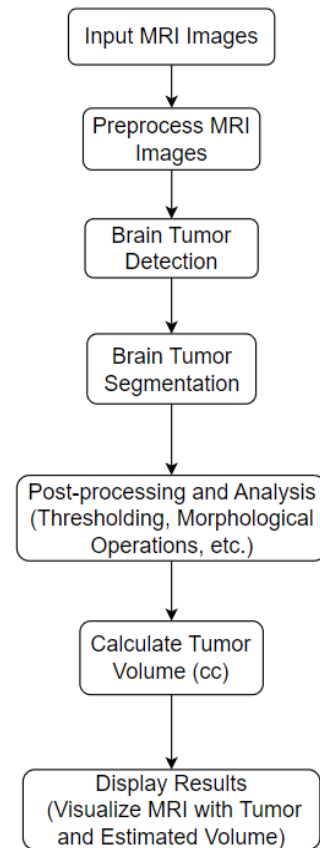 Input MRI Images
Preprocess MRI
Images
Brain Tumor
Detection
Brain Tumor
Segmentation
Post-processing and Analysis
(Thresholding, Morphological
Operations, etc.)
Calculate Tumor
Volume (cc)
Display Results
(Visualize MRI with Tumor
and Estimated Volume)